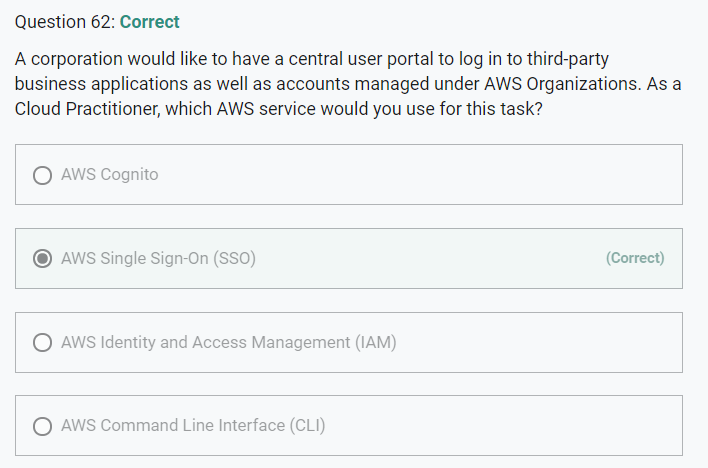 Question 62: Correct
A corporation would like to have a central user portal to log in to third-party
business applications as well as accounts managed under AWS Organizations. As a
Cloud Practitioner, which AWS service would you use for this task?
AWS Cognito
AWS Single Sign-On (SSO) (Correct)
AWS Identity and Access Management (IAM)
AWS Command Line Interface (CLI)